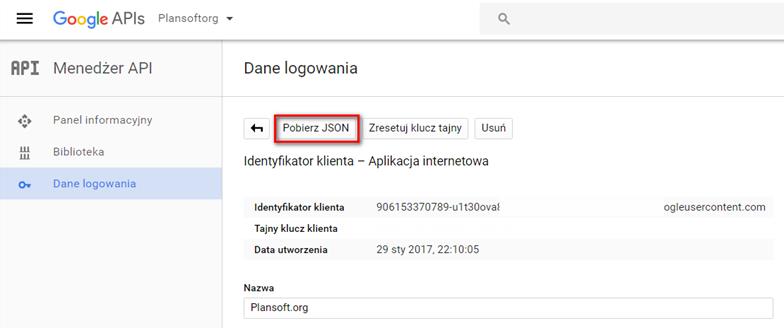 Google APIs Plansoftorg
API Menedżer API Dane logowania
Panel informacyjny
Biblioteka
Dane logowania
Pobierz JSON Zresetuj klucz tajny Usuń
Identyfikator klienta – Aplikacja internetowa
Identyfikator klienta 906153370789-u1t30ova ogleusercontent.com
Tajny klucz klienta
Data utworzenia 29 sty 2017, 22:10:05
Nazwa
Plansoft.org